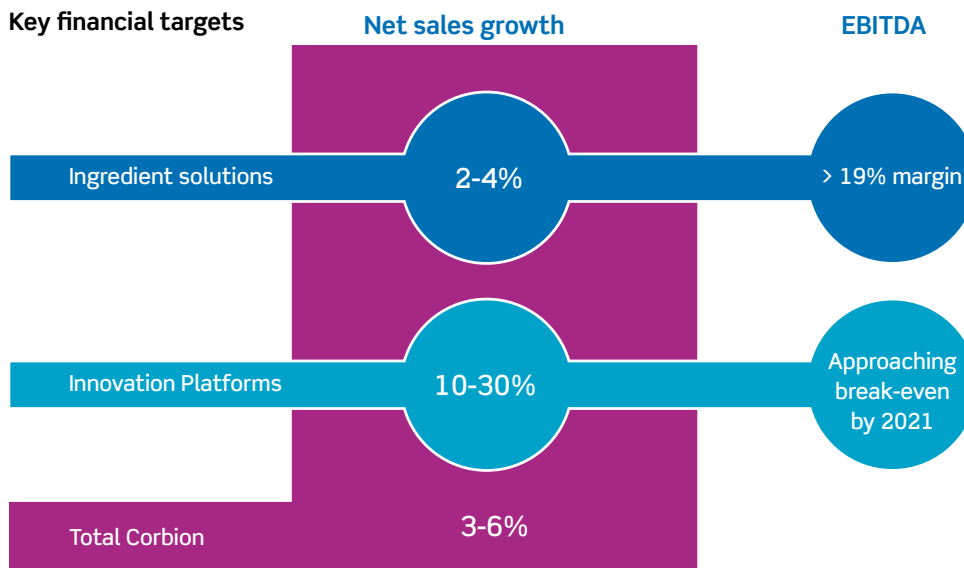 Key financial targets
Net sales growth
EBITDA
Ingredient solutions
2-4%
> 19% margin
Innovation Platforms
10-30%
Approaching
break-even
by 2021
Total Corbion
3-6%